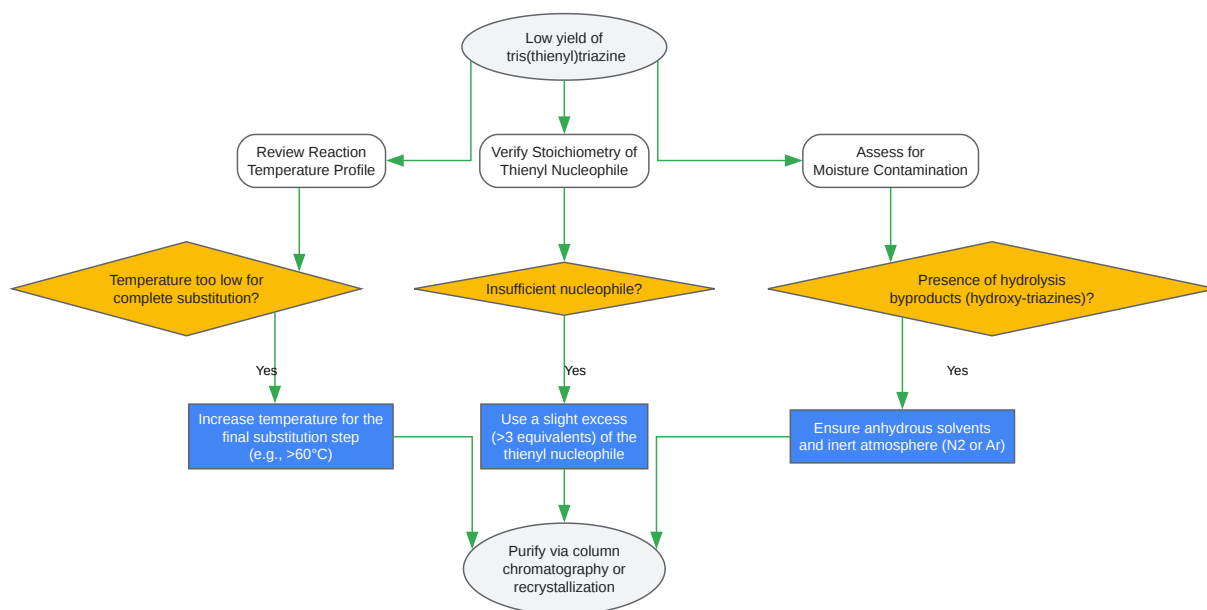 Low yield of
tris(thienyl)triazine
Review Reaction
Temperature Profile
Verify Stoichiometry of
Thienyl Nucleophile
Assess for
Moisture Contamination
Temperature too low for
complete substitution?
Insufficient nucleophile?
Presence of hydrolysis
byproducts (hydroxy-triazines)?
Yes
Yes
Yes
Increase temperature for the
final substitution step
(e.g., >60°C)
Use a slight excess
(>3 equivalents) of the
thienyl nucleophile
Ensure anhydrous solvents
and inert atmosphere (N2 or Ar)
Purify via column
chromatography or
recrystallization